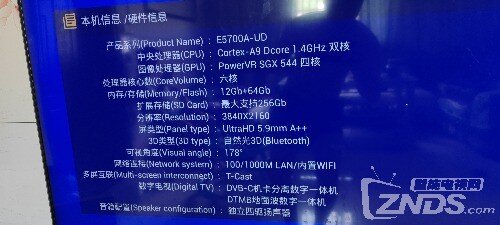 本机信息 /硬件信息
产品系列(Product Name) : E5700A-UD
中央处理器(CPU) : Cortex-A9 Dcore 1.4GHz 双核
图像处理器(GPU) : PowerVR SGX 544 四核
处理器核心数(CoreVolume) : 六核
内存/存储(Memory/Flash) : 12Gb+64Gb
扩展存储(SD Card) : 最大支持256Gb
分辨率(Resolution) : 3840X2160
屏类型(Panel type) : UltraHD 5.9mm A++
3D类型(3D type) : 自然光3D(Bluetooth)
可视角度(Visual angle) : 178°
网络连接(Network system) : 100/1000M LAN/内置WIFI
多屏互联(Multi-screen interconnect) : T-Cast
数字电视(Digital TV) : DVB-C机卡分离数字一体机
DTMB地面波数字一体机
音箱配置(Speaker configuration) : 独立四驱扬声器
智能电视网
ZNDS.com